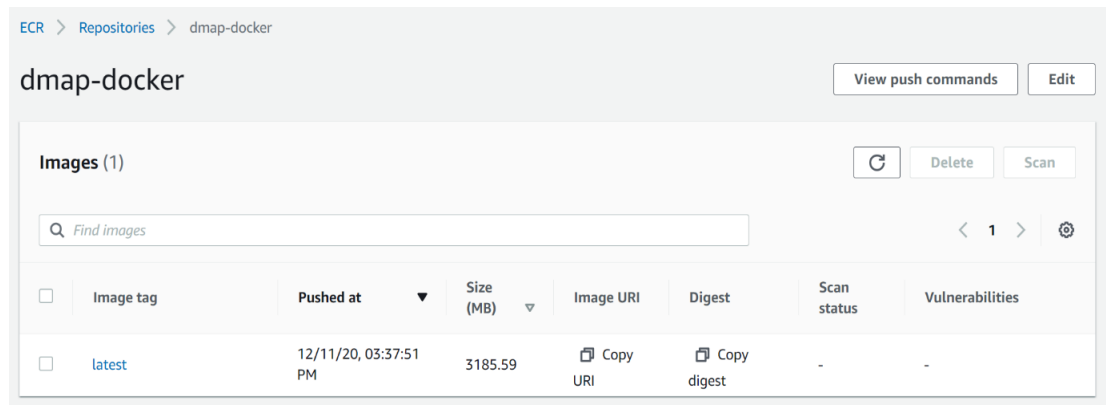 ECR > Repositories > dmap-docker
dmap-docker
View push commands
Edit
Images (1)
Delete
Scan
Find images
< 1 >
Image tag
Pushed at
Size
(MB)
Image URI
Digest
Scan
status
Vulnerabilities
latest
12/11/20, 03:37:51
PM
3185.59
Copy
URI
Copy
digest
-
-